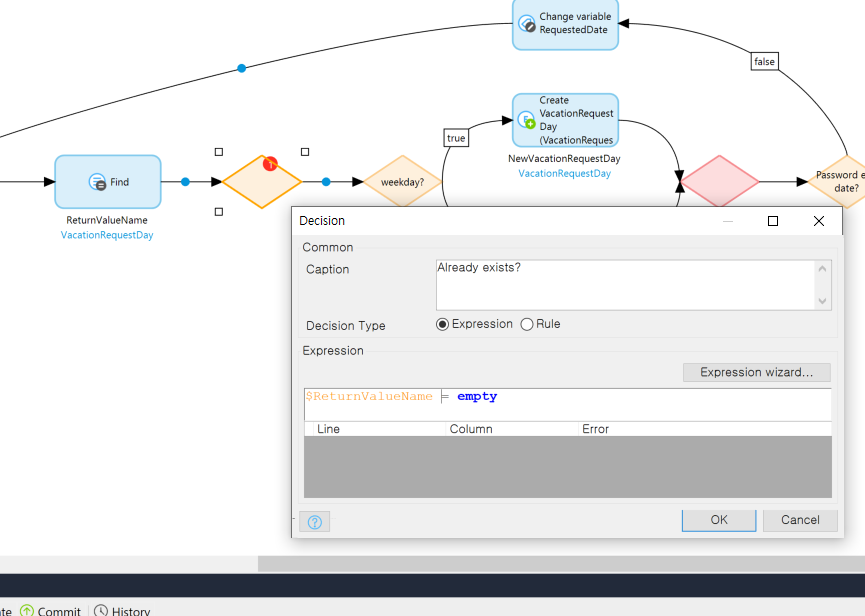 Change variable
RequestedDate
false
Create
VacationRequest
Day
(VacationReques
true
NewVacationRequestDay
VacationRequestDay
Find
ReturnValueName
VacationRequestDay
weekday?
Password e
date?
Decision
Common
Caption
Already exists?
Decision Type
Expression
Rule
Expression
Expression wizard...
$ReturnValueName = empty
Line
Column
Error
OK
Cancel
te
Commit
History